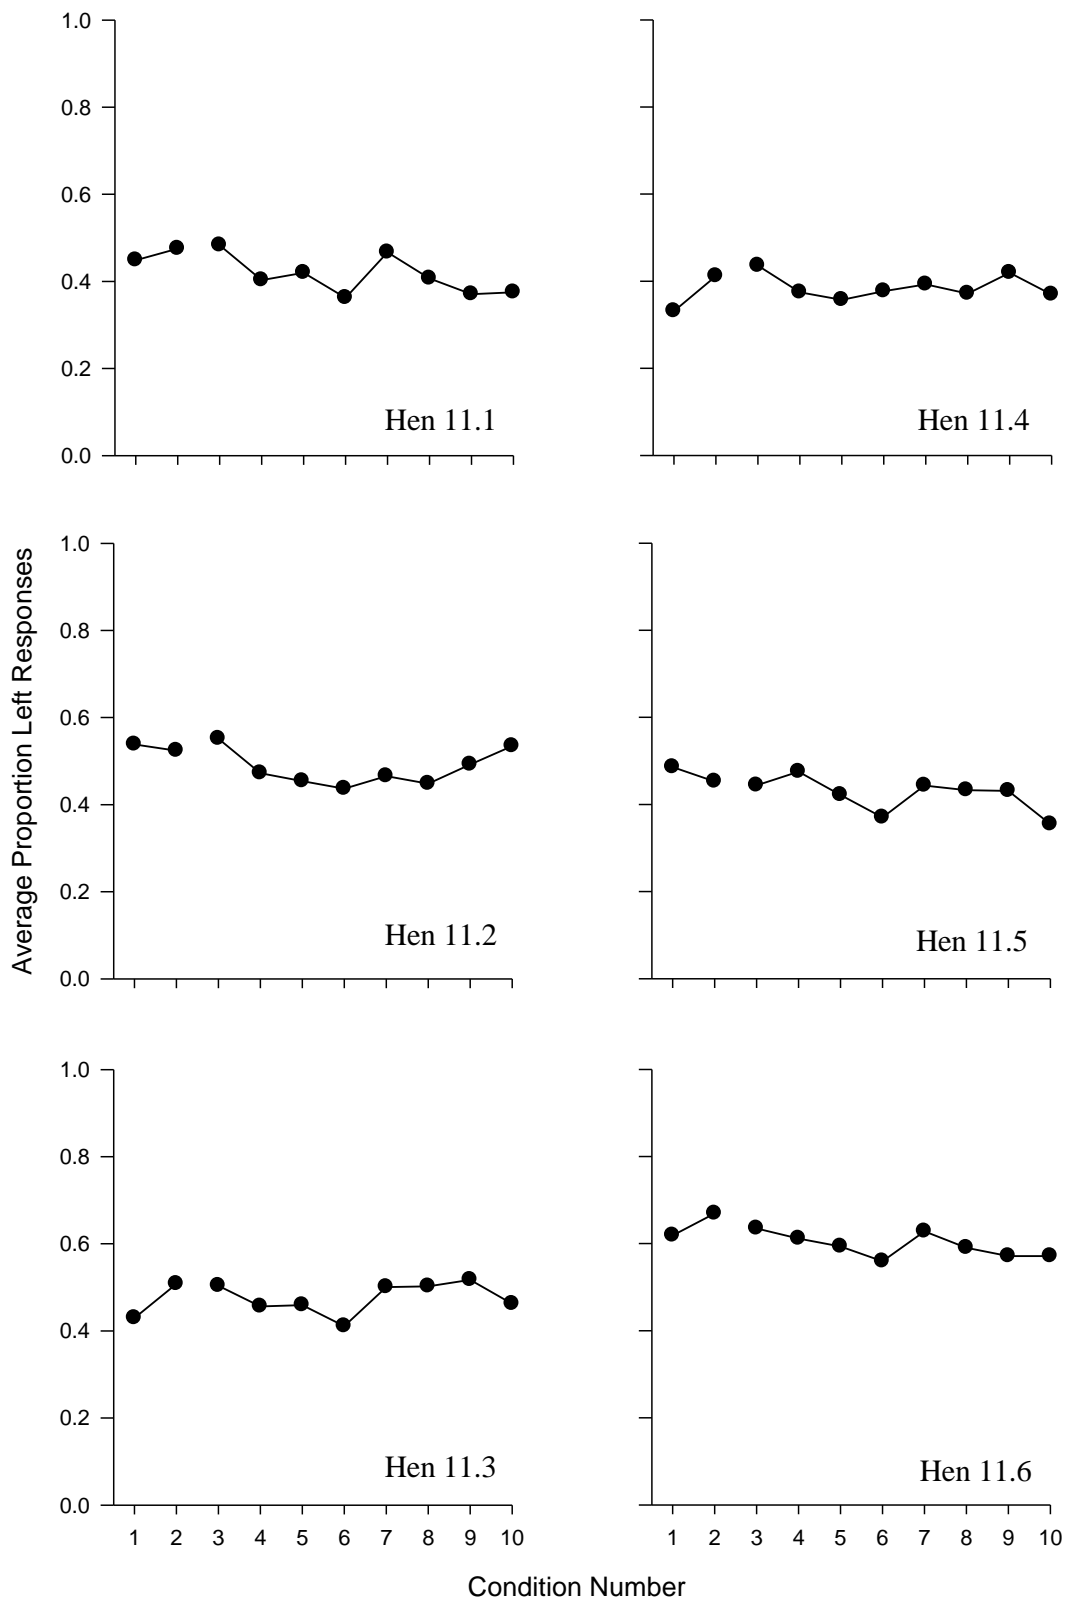 1.0
0.8
0.6
0.4
0.2
0.0
Hen 11.1
Hen 11.4
Average Proportion Left Responses
1.0
0.8
0.6
0.4
0.2
0.0
Hen 11.2
Hen 11.5
1.0
0.8
0.6
0.4
0.2
0.0
Hen 11.3
Hen 11.6
1 2 3 4 5 6 7 8 9 10
1 2 3 4 5 6 7 8 9 10
Condition Number